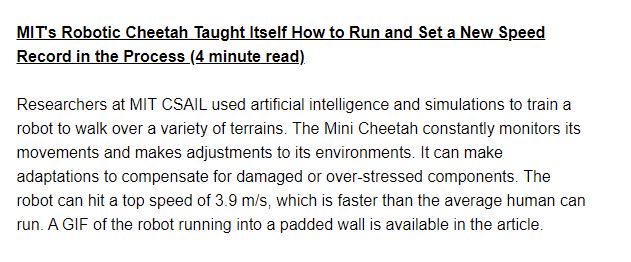 MIT's Robotic Cheetah Taught Itself How to Run and Set a New Speed
Record in the Process (4 minute read)
Researchers at MIT CSAIL used artificial intelligence and simulations to train a
robot to walk over a variety of terrains. The Mini Cheetah constantly monitors its
movements and makes adjustments to its environments. It can make
adaptations to compensate for damaged or over-stressed components. The
robot can hit a top speed of 3.9 m/s, which is faster than the average human can
run. A GIF of the robot running into a padded wall is available in the article.